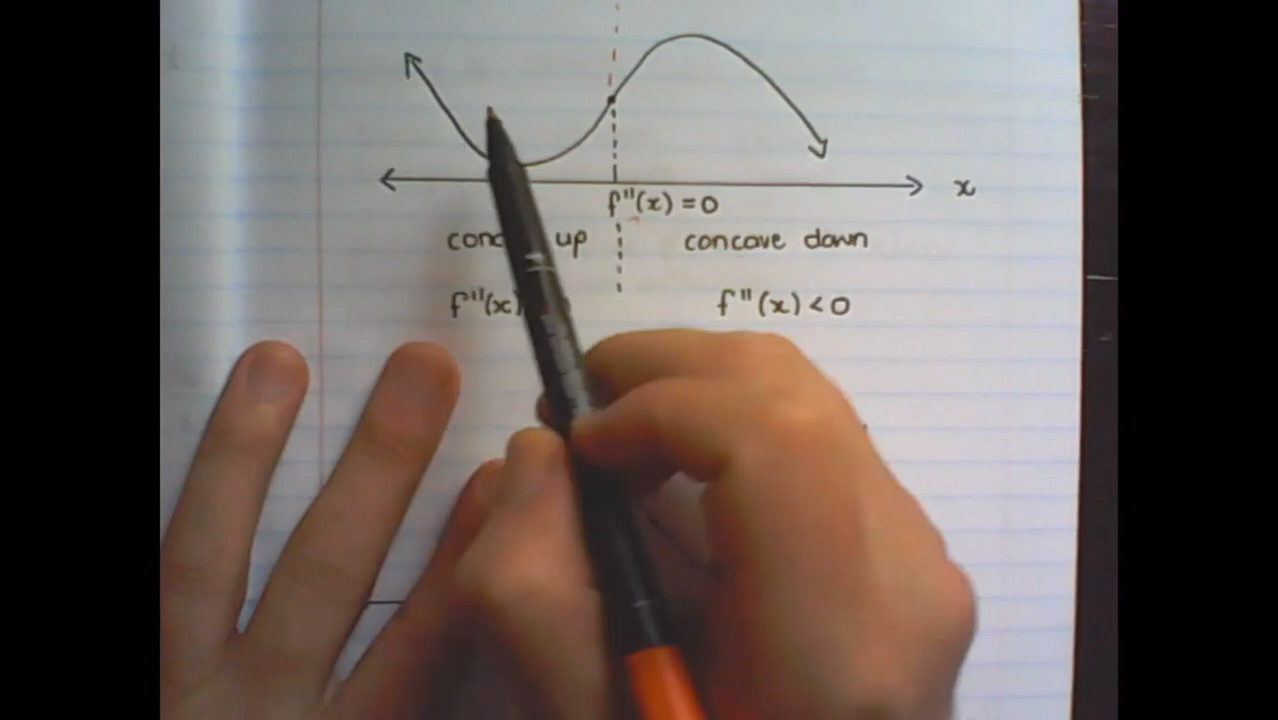 x
f''(x) = 0
up concave down
f''(x) f''(x) < 0